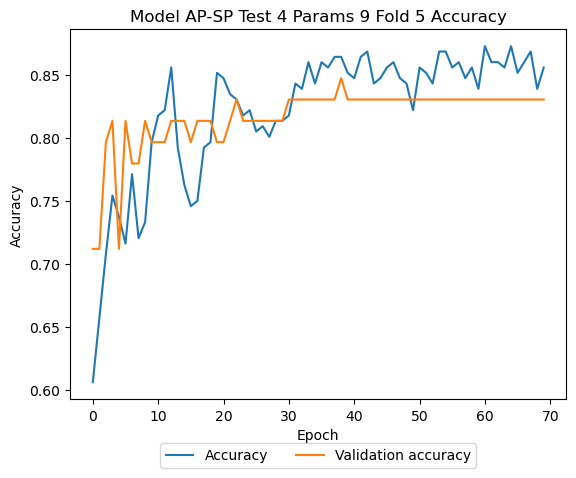 Model AP-SP Test 4 Params 9 Fold 5 Accuracy
Accuracy
0.85
0.80
0.75
0.70
0.65
0.60
0 10 20 30 40 50 60 70
Epoch
Accuracy Validation accuracy